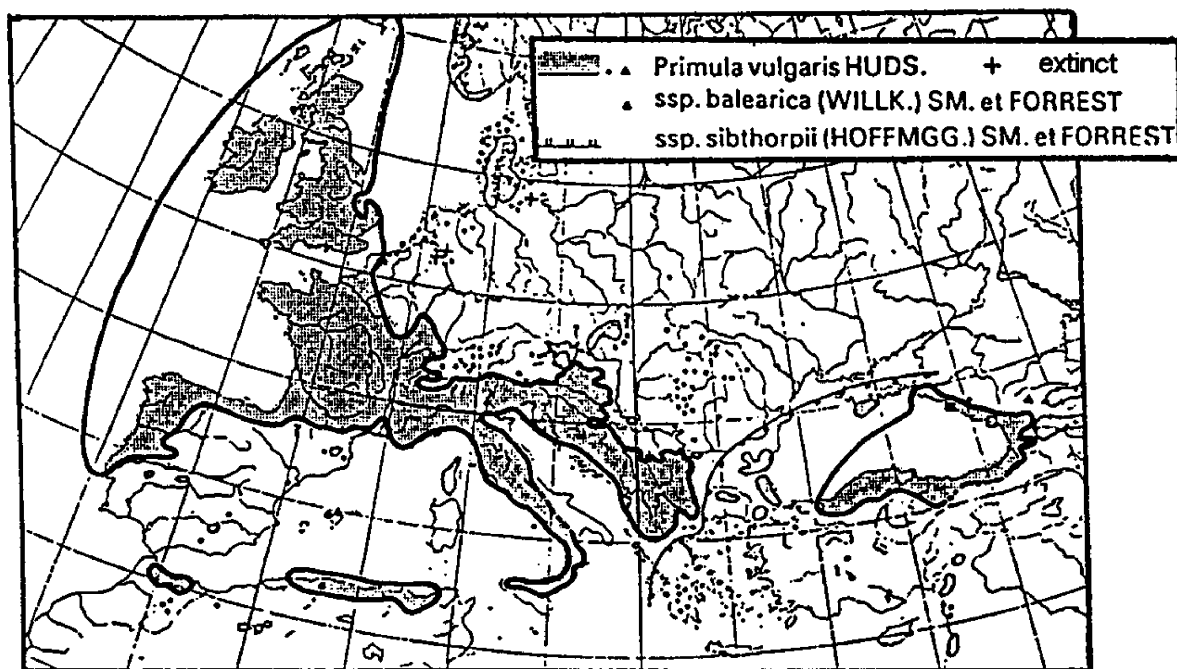 Primula vulgaris HUDS. + extinct
ssp. balearica (WILLK.) SM. et FORREST
ssp. sibthorpii (HOFFMGG.) SM. et FORREST